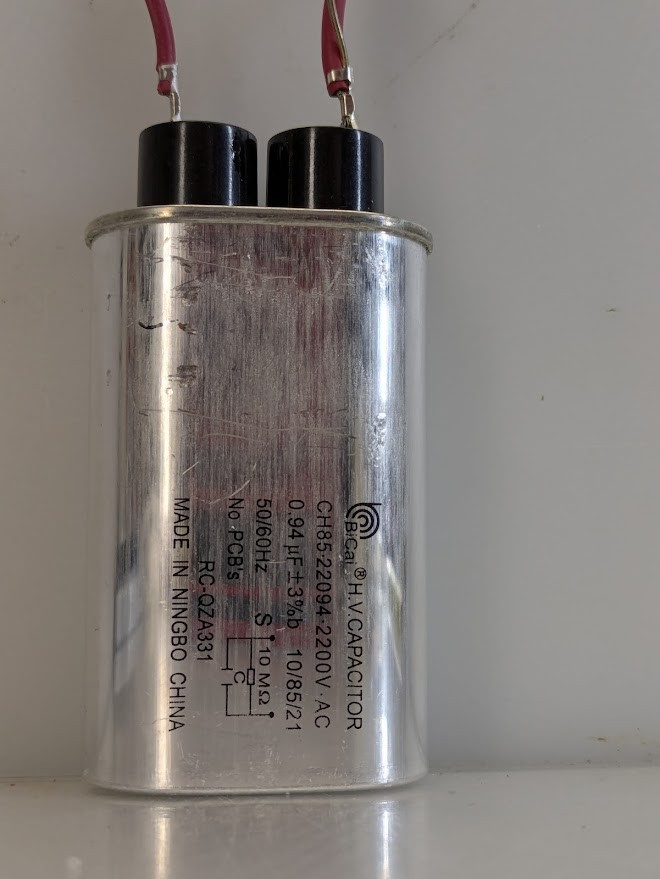 BiCai® H.V.CAPACITOR
CH85-22094-2200V·AC
0.94 μF±3%b 10/85/21
50/60Hz S 10 MΩ
C
No PCB's
RC-QZA331
MADE IN NINGBO CHINA